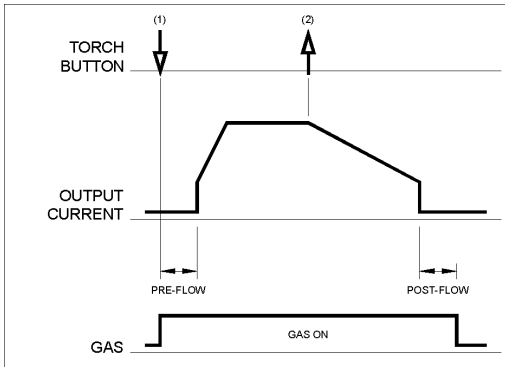 (1) (2)
TORCH
BUTTON
OUTPUT
CURRENT
PRE-FLOW POST-FLOW
GAS ON
GAS